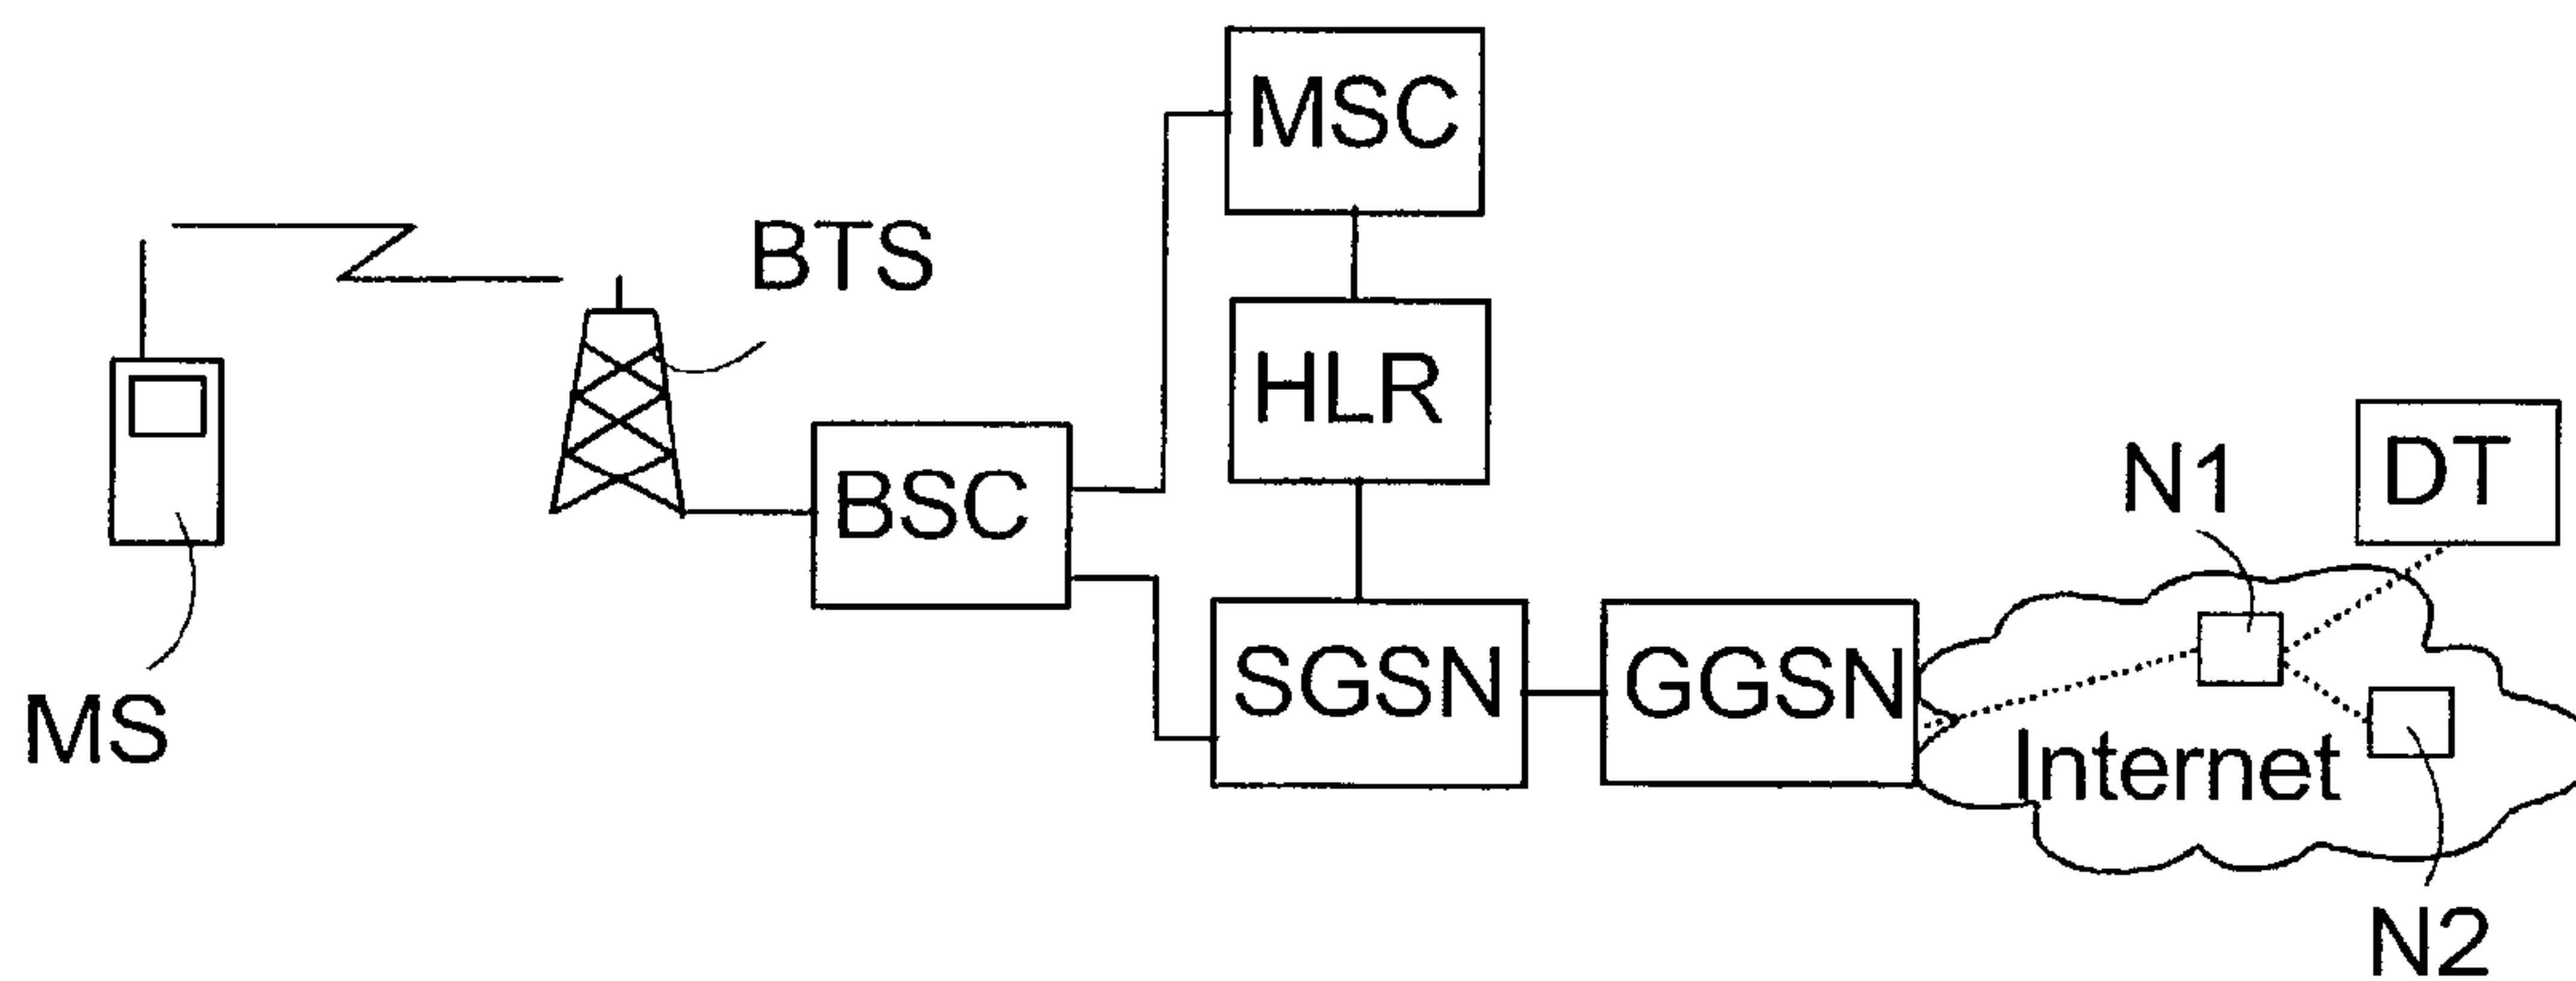 MSC
BTS
HLR
DT
N1
BSC
SGSN
GGSN
MS
Internet
N2